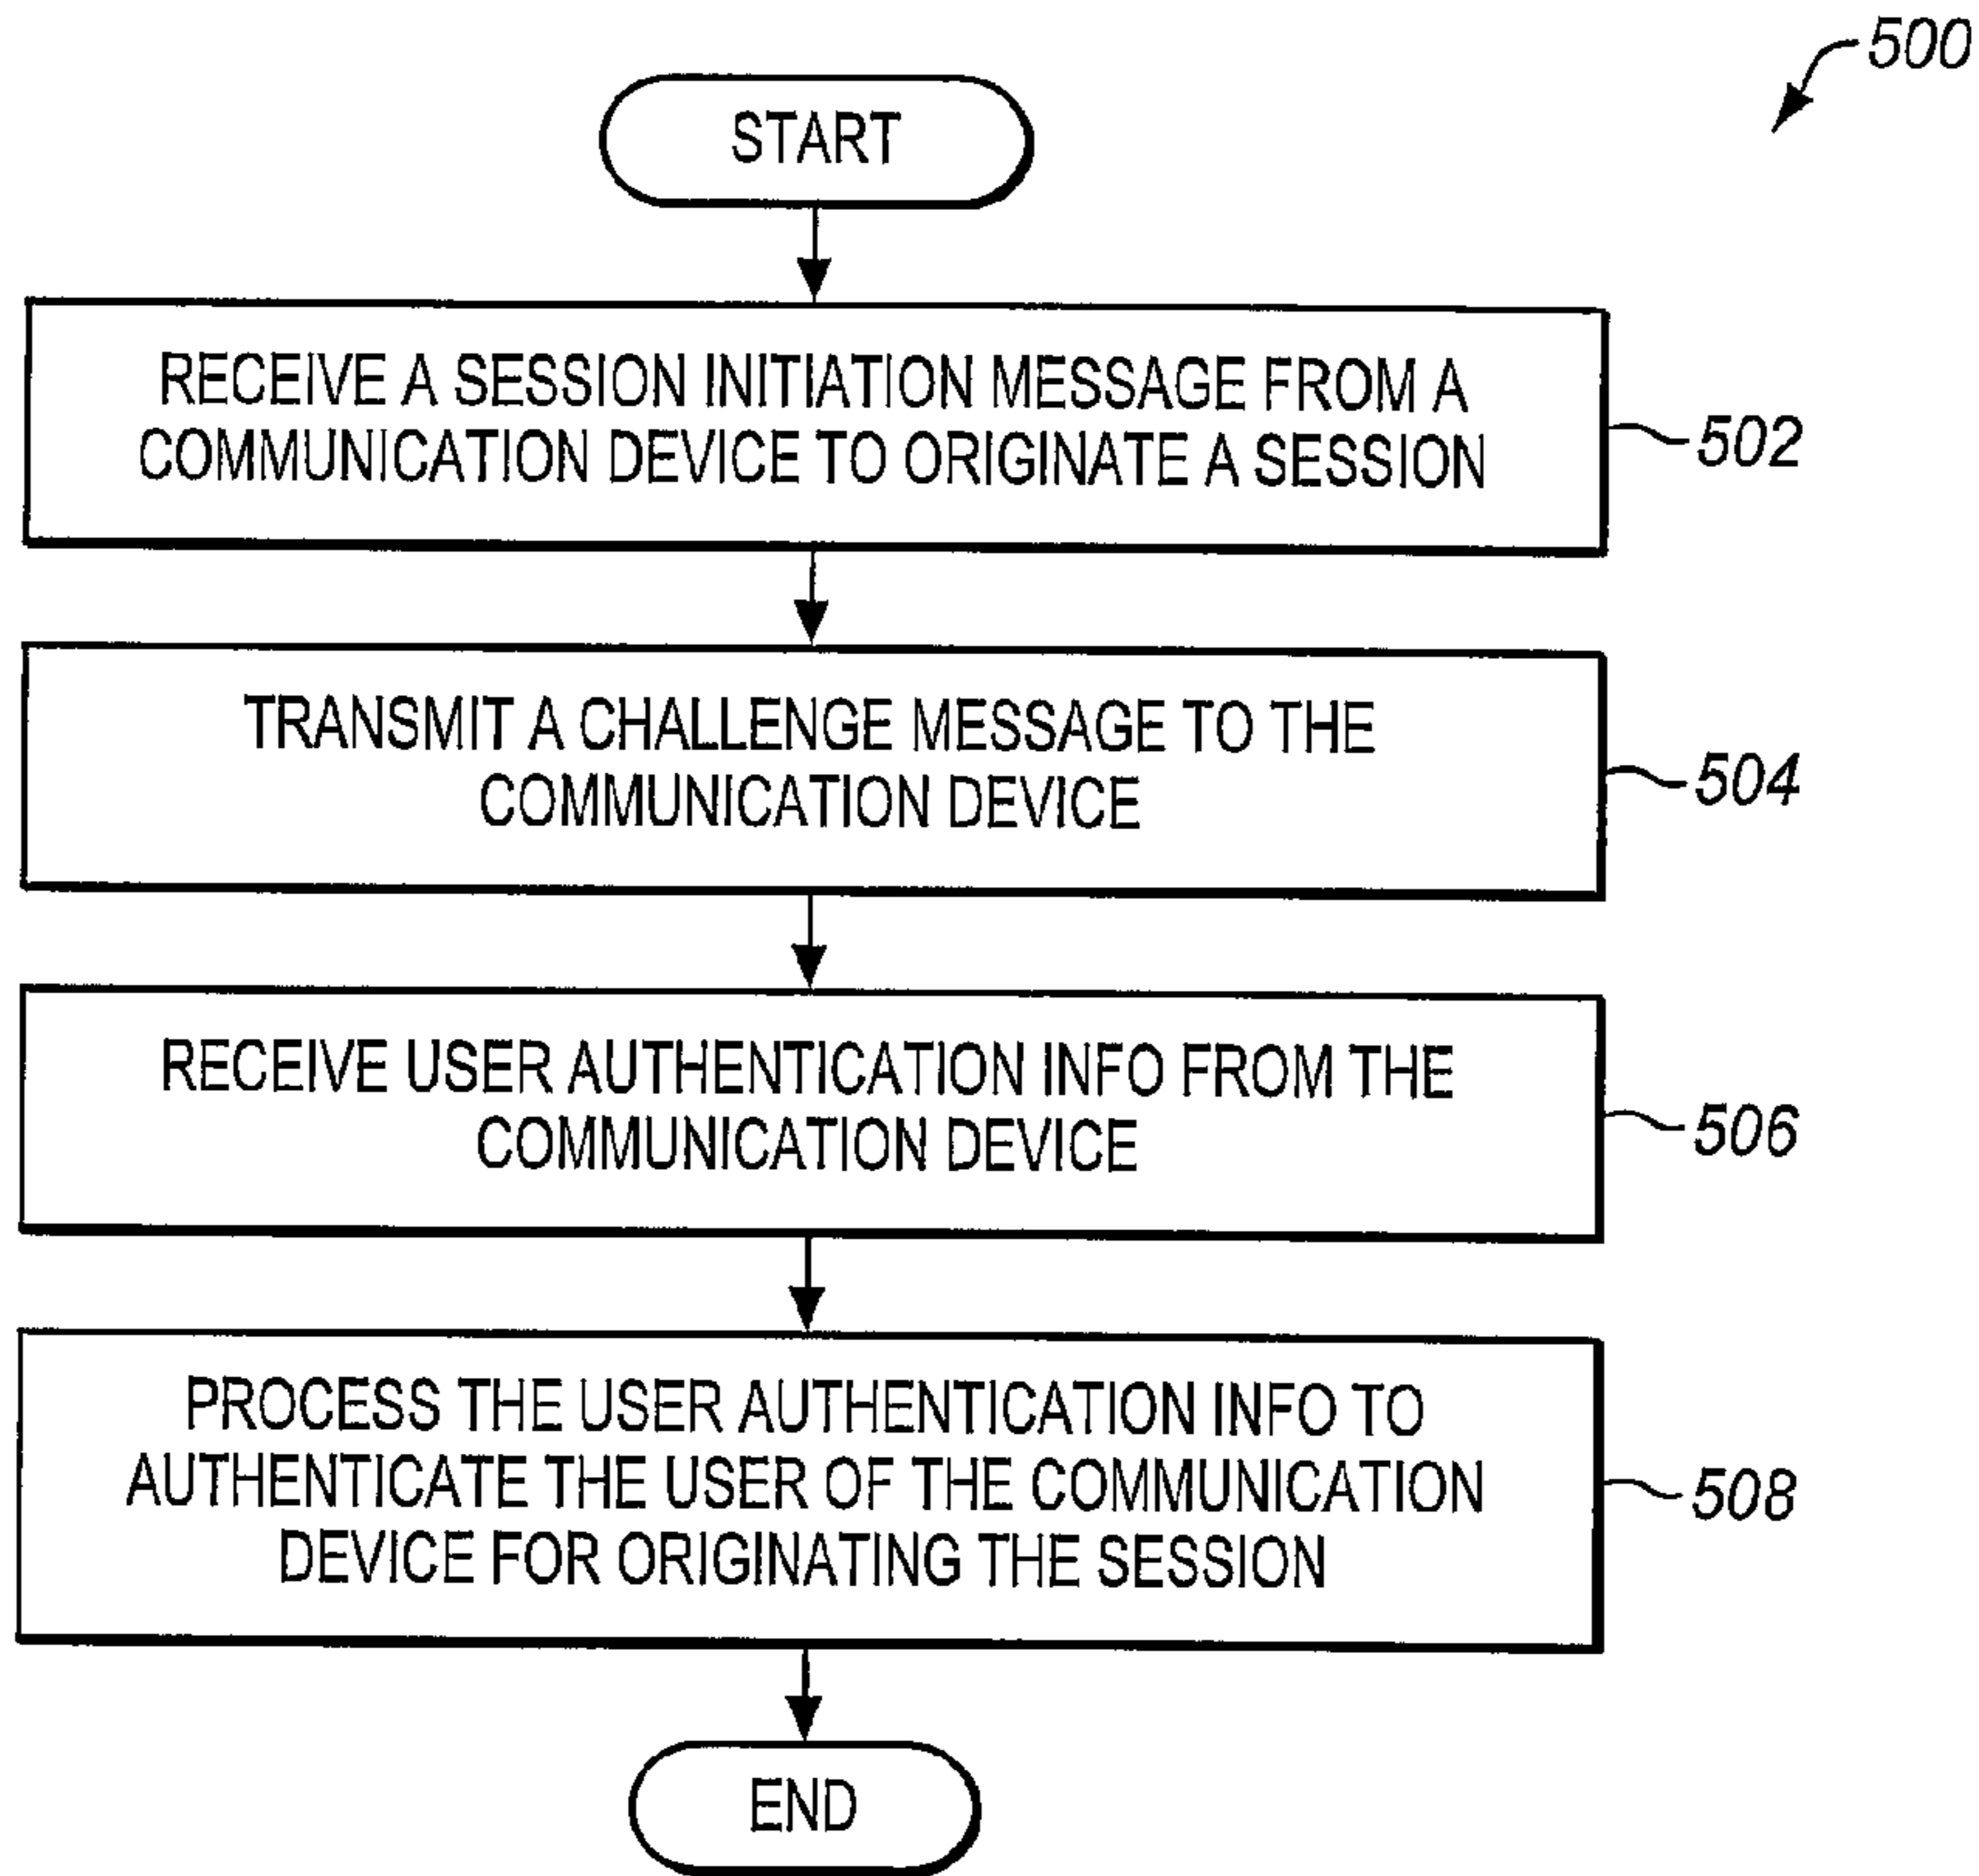 500
START
RECEIVE A SESSION INITIATION MESSAGE FROM A
COMMUNICATION DEVICE TO ORIGINATE A SESSION
502
TRANSMIT A CHALLENGE MESSAGE TO THE
COMMUNICATION DEVICE
504
RECEIVE USER AUTHENTICATION INFO FROM THE
COMMUNICATION DEVICE
506
PROCESS THE USER AUTHENTICATION INFO TO
AUTHENTICATE THE USER OF THE COMMUNICATION
DEVICE FOR ORIGINATING THE SESSION
508
END